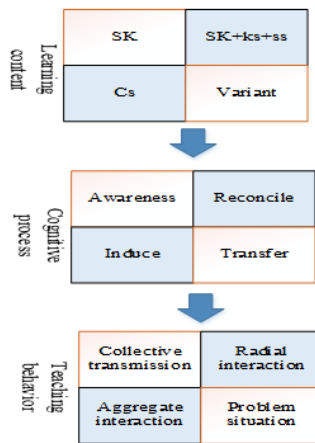 Learning
content
SK
SK+ks+ss
Cs
Variant
Cognitive
process
Awareness
Reconcile
Induce
Transfer
Teaching
behavior
Collective
transmission
Radial
interaction
Aggregate
interaction
Problem
situation